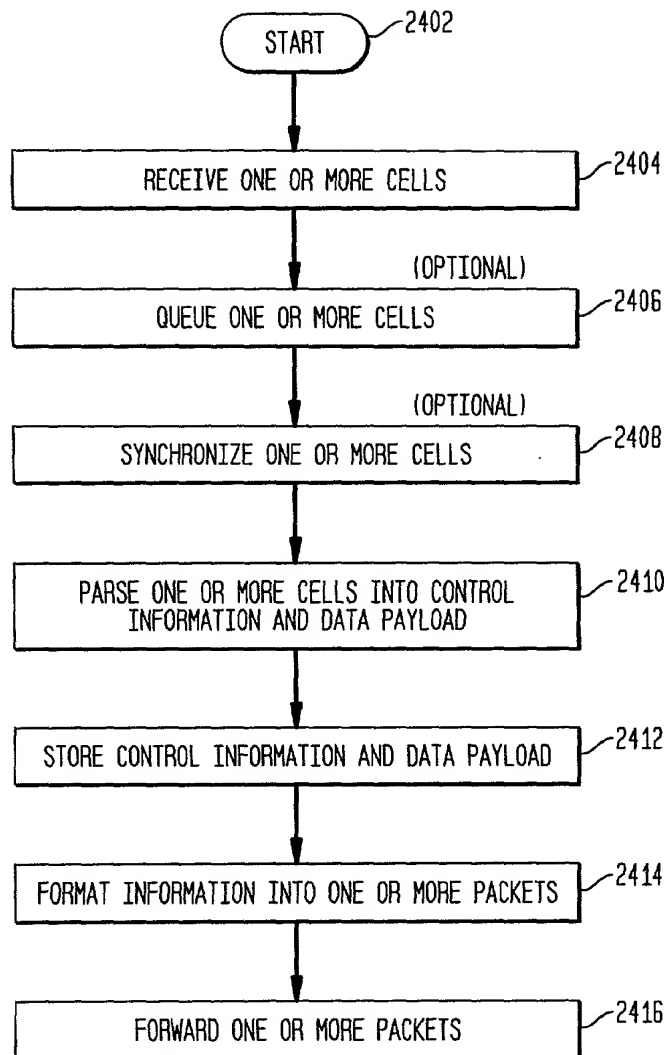 START
2402
RECEIVE ONE OR MORE CELLS
2404
(OPTIONAL)
QUEUE ONE OR MORE CELLS
2406
(OPTIONAL)
SYNCHRONIZE ONE OR MORE CELLS
2408
PARSE ONE OR MORE CELLS INTO CONTROL
INFORMATION AND DATA PAYLOAD
2410
STORE CONTROL INFORMATION AND DATA PAYLOAD
2412
FORMAT INFORMATION INTO ONE OR MORE PACKETS
2414
FORWARD ONE OR MORE PACKETS
2416